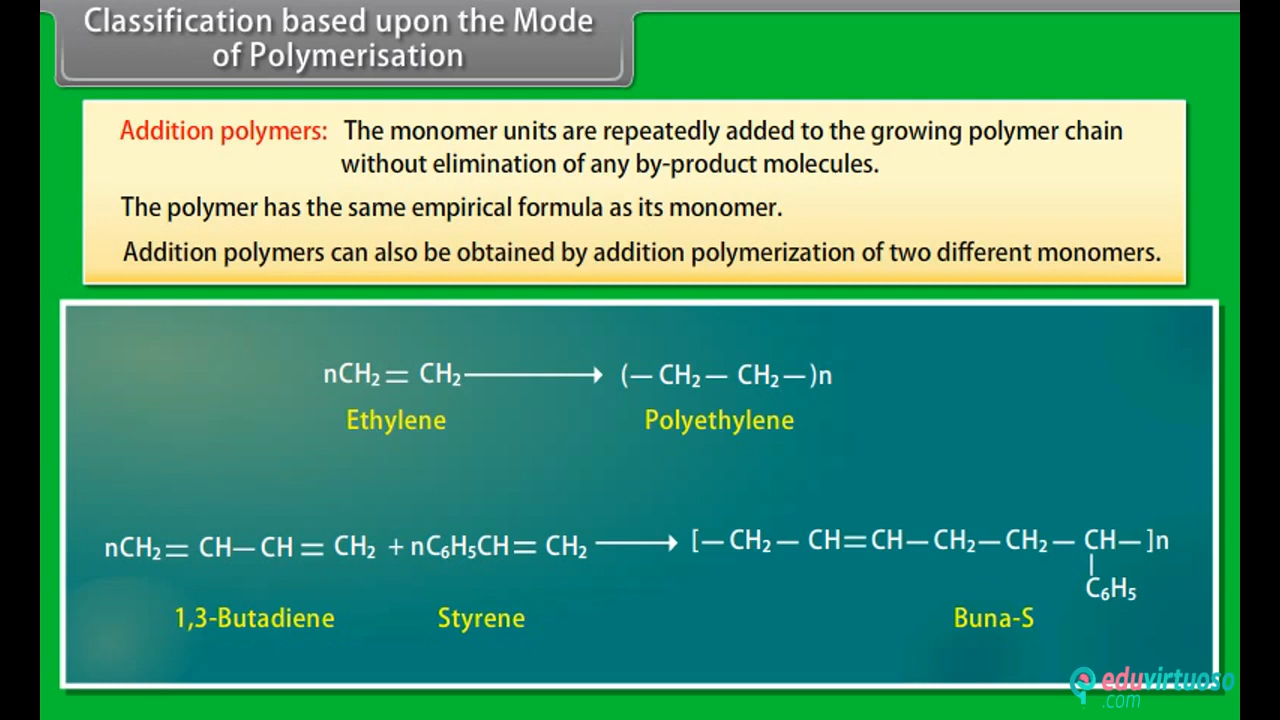 Classification based upon the Mode
of Polymerisation
Addition polymers: The monomer units are repeatedly added to the growing polymer chain
without elimination of any by-product molecules.
The polymer has the same empirical formula as its monomer.
Addition polymers can also be obtained by addition polymerization of two different monomers.
nCH₂= CH₂ ⟶ (— CH₂— CH₂ —)n
Ethylene Polyethylene
nCH₂= CH—CH = CH₂ + nC₆H₅CH= CH₂ ⟶ [— CH₂— CH=CH— CH₂— CH₂ — CH —]n
|
C₆H₅
1,3-Butadiene Styrene Buna-S
eduvirtuoso
.com